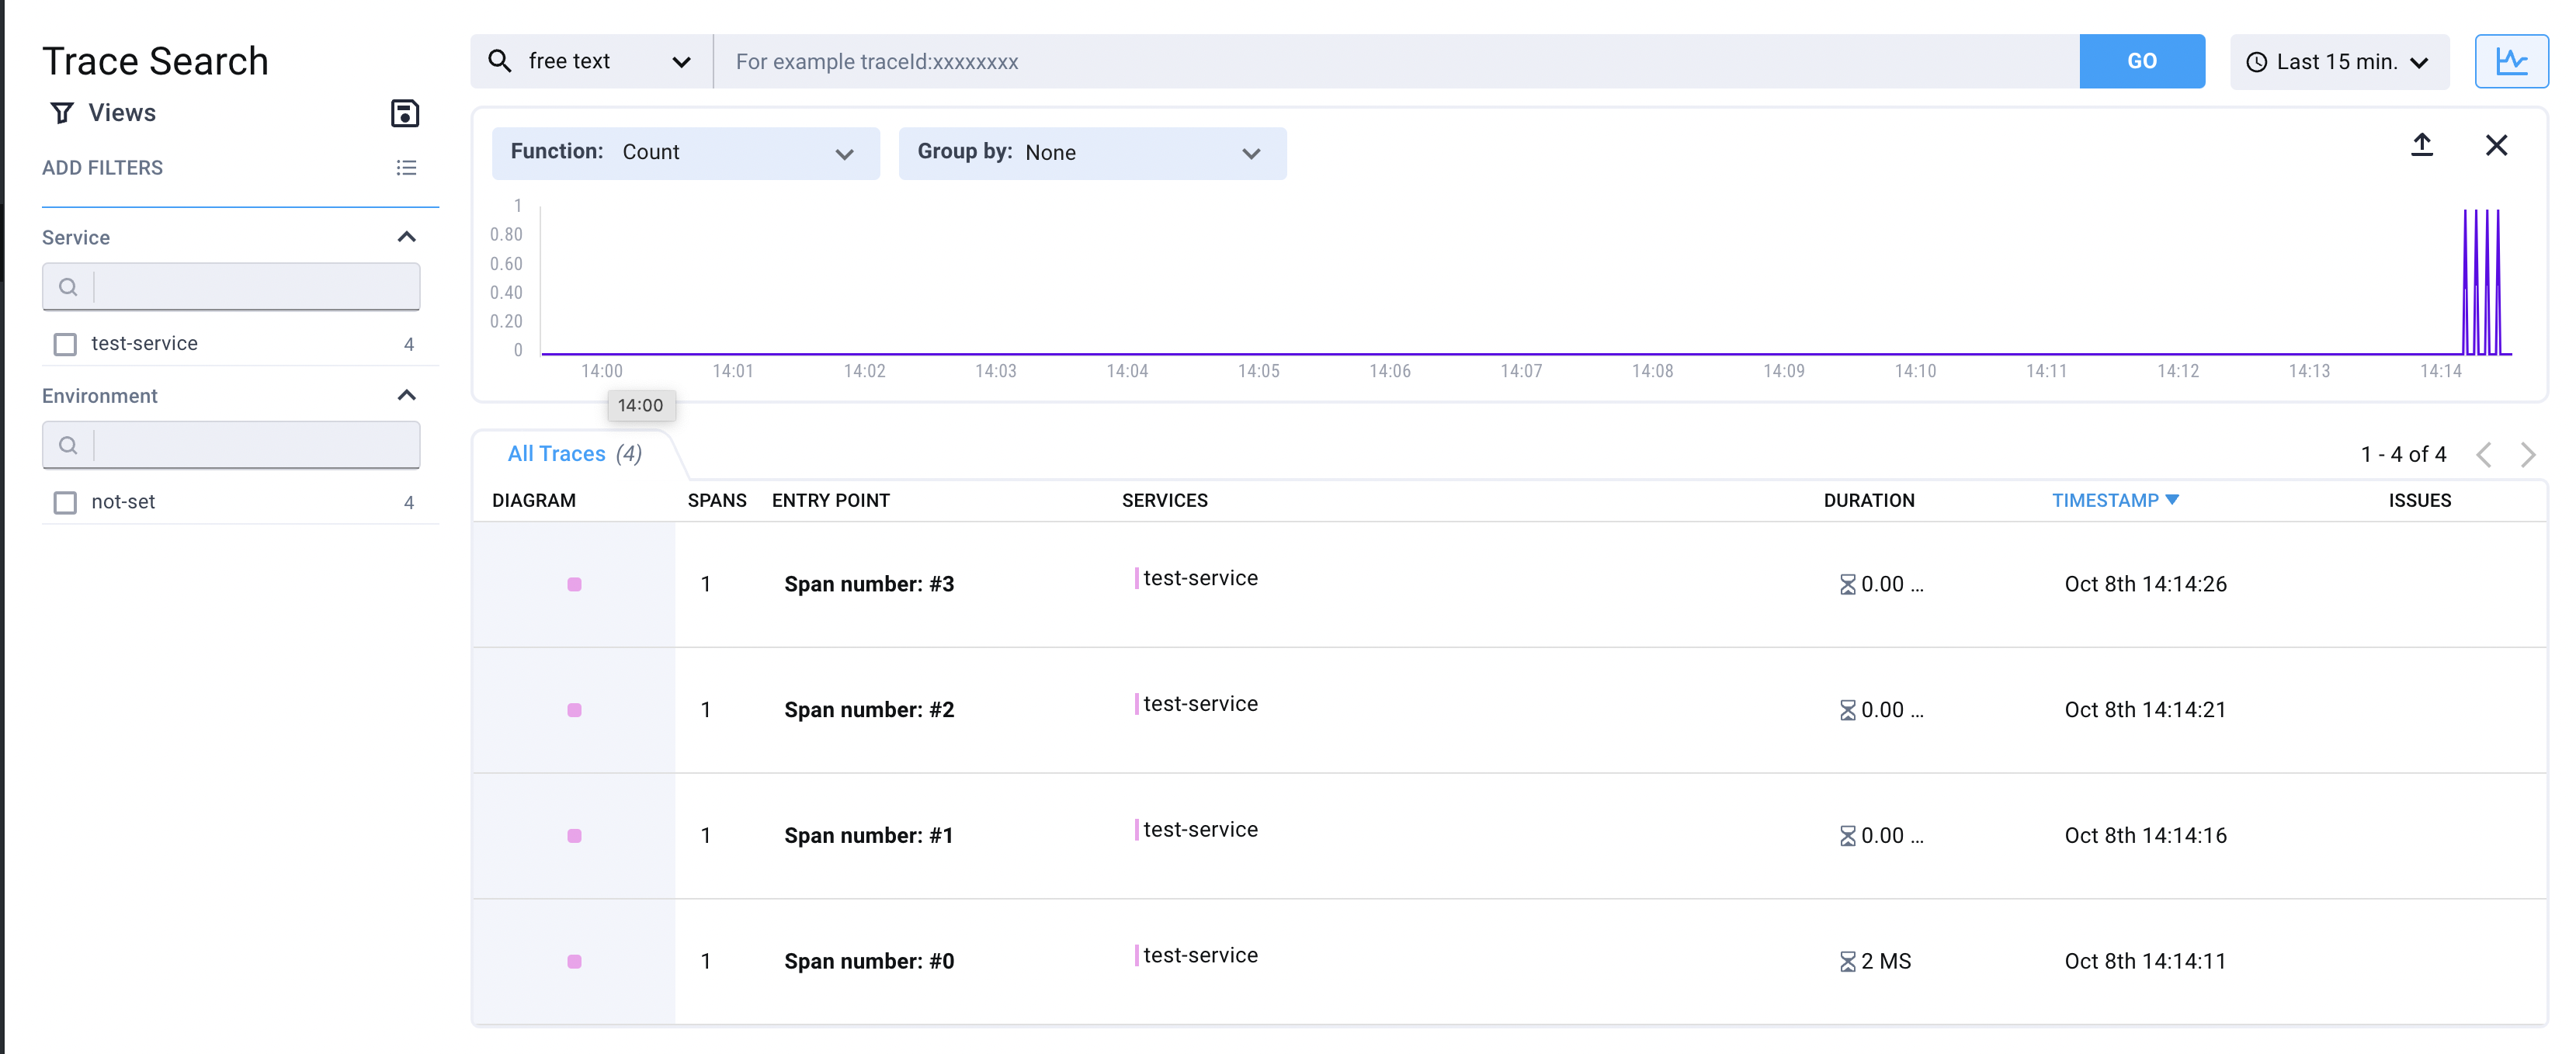 Trace Search
Views
ADD FILTERS
Service
test-service 4
Environment
not-set 4
free text For example traceId:xxxxxxxx GO Last 15 min.
Function: Count Group by: None
1
0.80
0.60
0.40
0.20
0
14:00 14:01 14:02 14:03 14:04 14:05 14:06 14:07 14:08 14:09 14:10 14:11 14:12 14:13 14:14
14:00
All Traces (4) 1 - 4 of 4
DIAGRAM SPANS ENTRY POINT SERVICES DURATION TIMESTAMP ISSUES
1 Span number: #3 test-service 0.00 ... Oct 8th 14:14:26
1 Span number: #2 test-service 0.00 ... Oct 8th 14:14:21
1 Span number: #1 test-service 0.00 ... Oct 8th 14:14:16
1 Span number: #0 test-service 2 MS Oct 8th 14:14:11